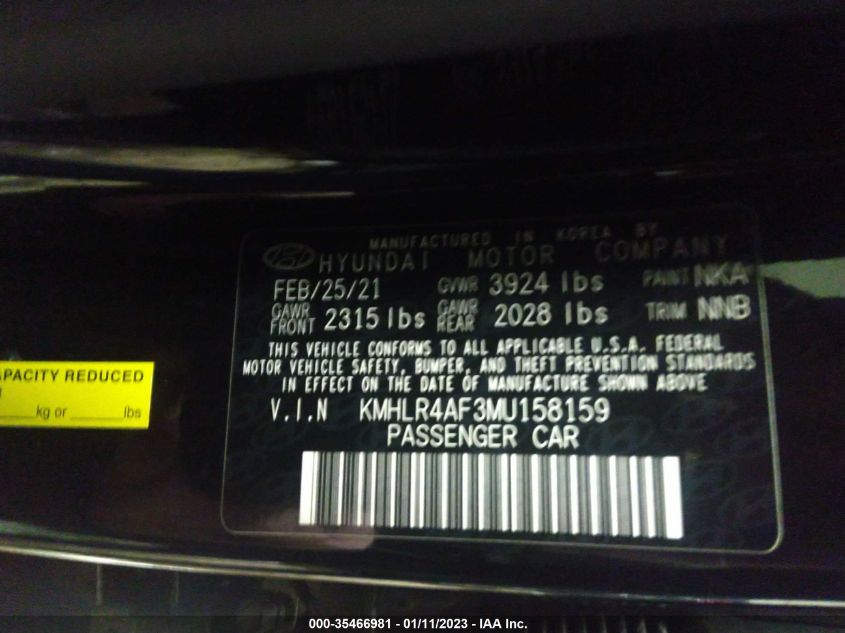 MANUFACTURED IN KOREA BY
HYUNDAI MOTOR COMPANY
FEB/25/21 GVWR 3924 lbs PAINT NKA
GAWR FRONT 2315 lbs GAWR REAR 2028 lbs TRIM NNB
THIS VEHICLE CONFORMS TO ALL APPLICABLE U.S.A. FEDERAL
MOTOR VEHICLE SAFETY, BUMPER, AND THEFT PREVENTION STANDARDS
IN EFFECT ON THE DATE OF MANUFACTURE SHOWN ABOVE
V.I.N KMHLR4AF3MU158159
PASSENGER CAR
APACITY REDUCED
____kg or ____lbs
000-35466981 - 01/11/2023 - IAA Inc.